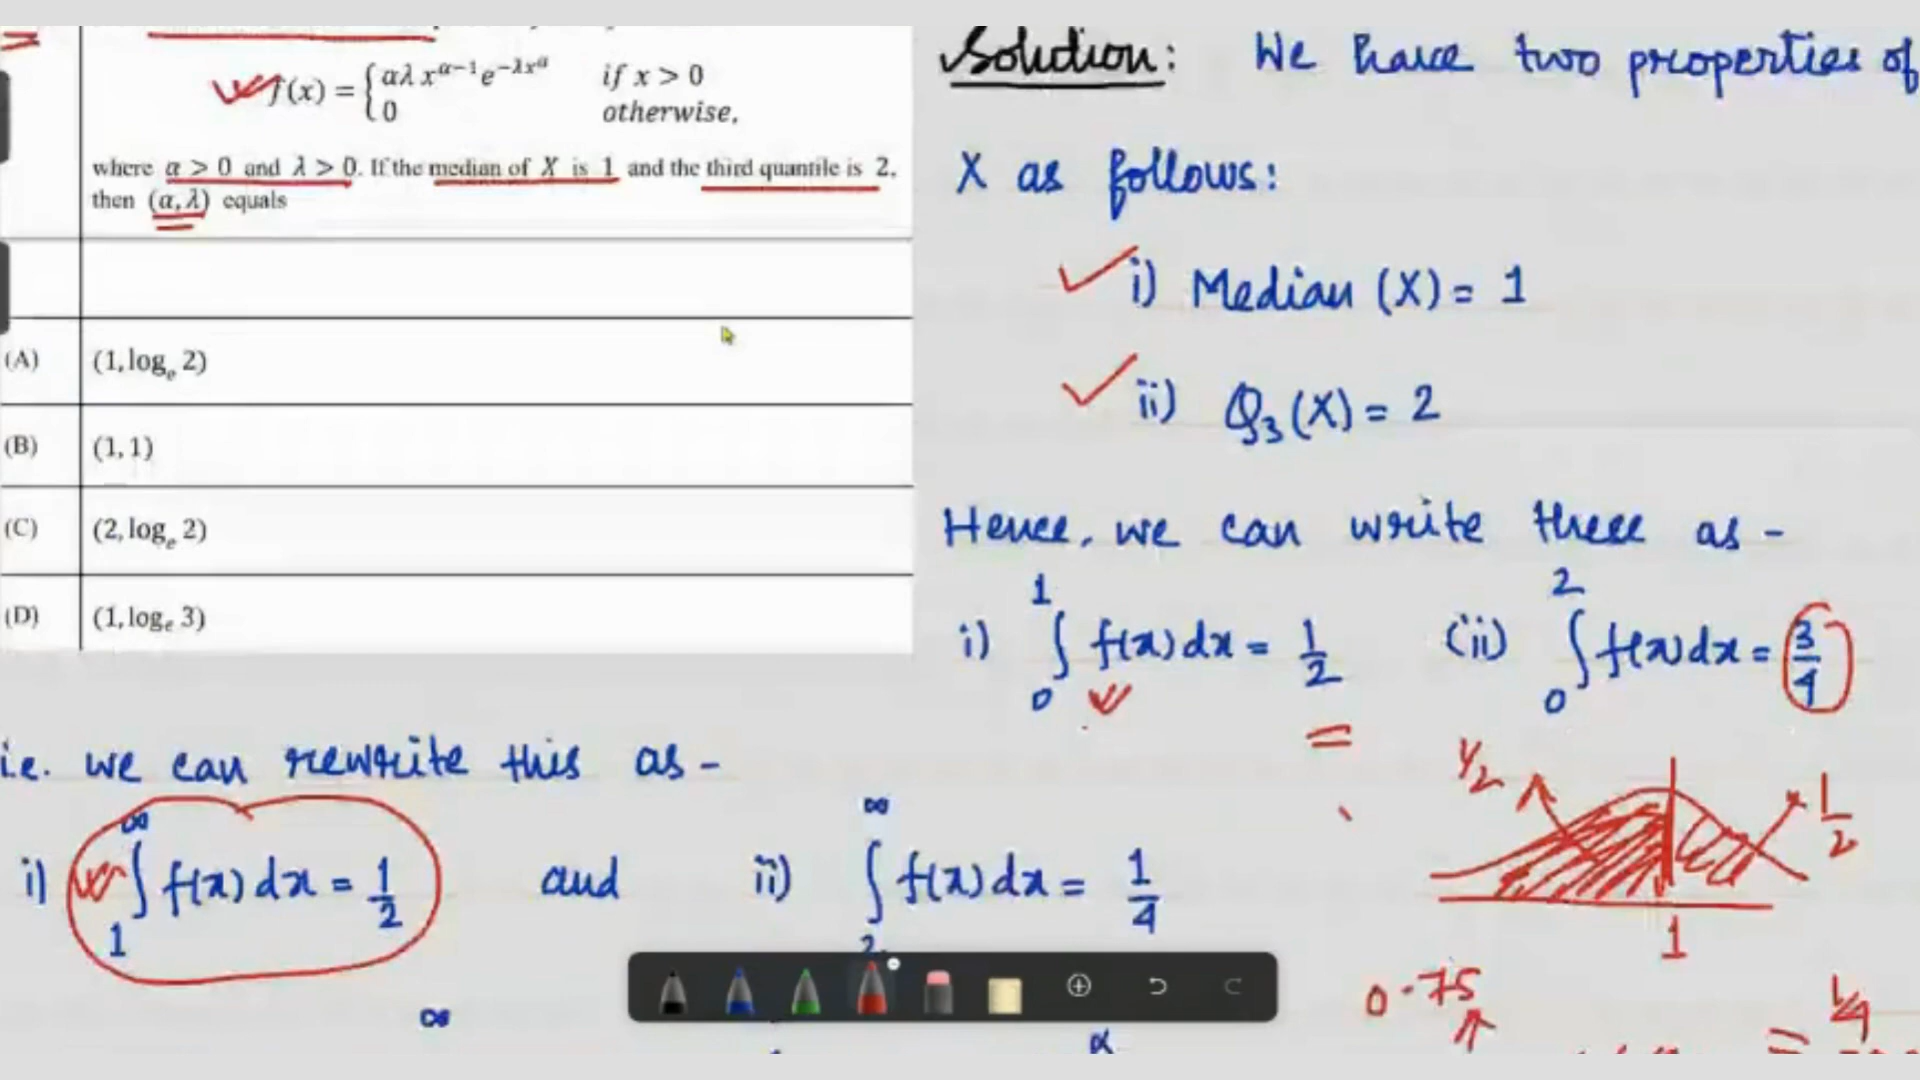 f(x) = { αλ x^{α−1} e^{−λx^α} if x > 0
0 otherwise,
where α > 0 and λ > 0. If the median of X is 1 and the third quantile is 2,
then (α, λ) equals
(A) (1, log_e 2)
(B) (1, 1)
(C) (2, log_e 2)
(D) (1, log_e 3)
Solution: We have two properties of
X as follows:
i) Median (X) = 1
ii) Q₃(X) = 2
Hence, we can write these as -
i) ∫₀¹ f(x) dx = 1/2 (ii) ∫₀² f(x) dx = 3/4
=
1/2 1/2
1
0.75 1/4
i.e. we can rewrite this as -
i) ∫₁^∞ f(x) dx = 1/2 and ii) ∫₂^∞ f(x) dx = 1/4
∞ α